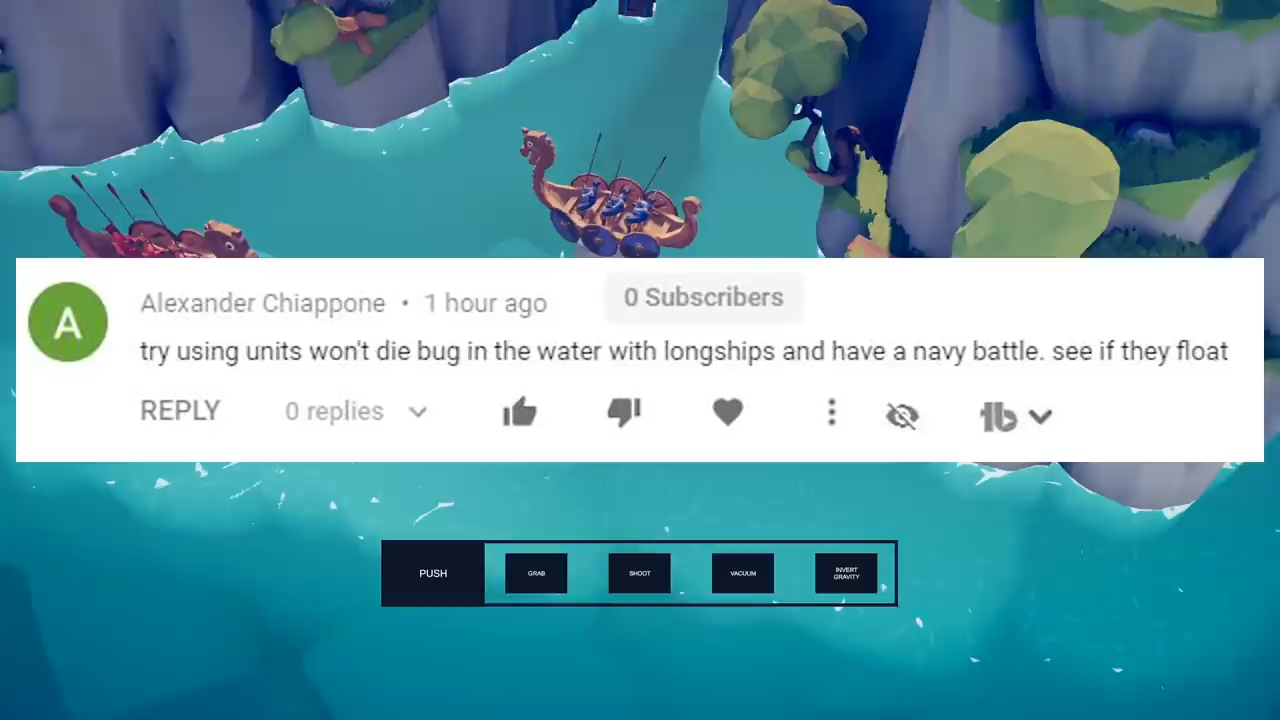 Alexander Chiappone • 1 hour ago 0 Subscribers
A
try using units won't die bug in the water with longships and have a navy battle. see if they float
REPLY 0 replies
PUSH GRAB SHOOT VACUUM INVERT GRAVITY